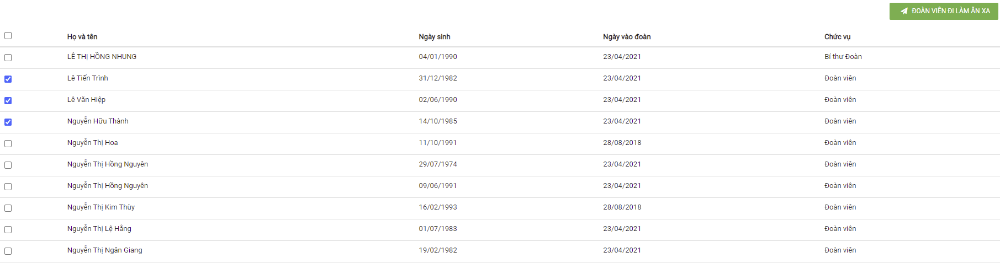 ĐOÀN VIÊN ĐI LÀM ĂN XA
Họ và tên Ngày sinh Ngày vào đoàn Chức vụ
LÊ THỊ HỒNG NHUNG 04/01/1990 23/04/2021 Bí thư Đoàn
Lê Tiến Trình 31/12/1982 23/04/2021 Đoàn viên
Lê Văn Hiệp 02/06/1990 23/04/2021 Đoàn viên
Nguyễn Hữu Thành 14/10/1985 23/04/2021 Đoàn viên
Nguyễn Thị Hoa 11/10/1991 28/08/2018 Đoàn viên
Nguyễn Thị Hồng Nguyên 29/07/1974 23/04/2021 Đoàn viên
Nguyễn Thị Hồng Nguyên 09/06/1991 23/04/2021 Đoàn viên
Nguyễn Thị Kim Thùy 16/02/1993 28/08/2018 Đoàn viên
Nguyễn Thị Lệ Hằng 01/07/1983 23/04/2021 Đoàn viên
Nguyễn Thị Ngân Giang 19/02/1982 23/04/2021 Đoàn viên